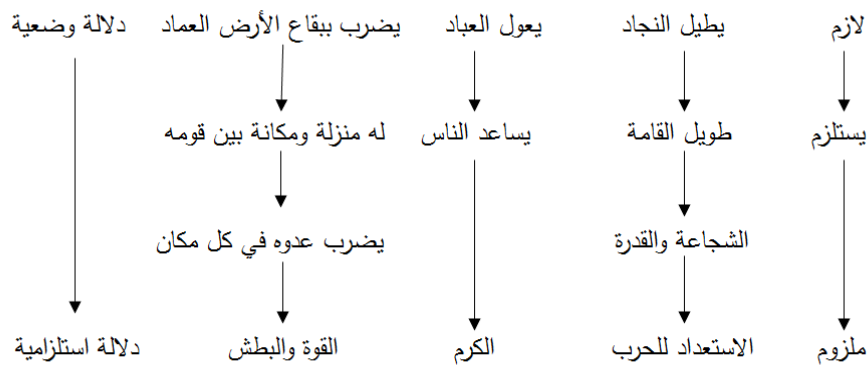 لازم يطيل النجاد يعول العباد يضرب ببقاع الأرض العماد دلالة وضعية
يستلزم طويل القامة يساعد الناس له منزلة ومكانة بين قومه
الشجاعة والقدرة يضرب عدوه في كل مكان
ملزوم الاستعداد للحرب الكرم القوة والبطش دلالة استلزامية